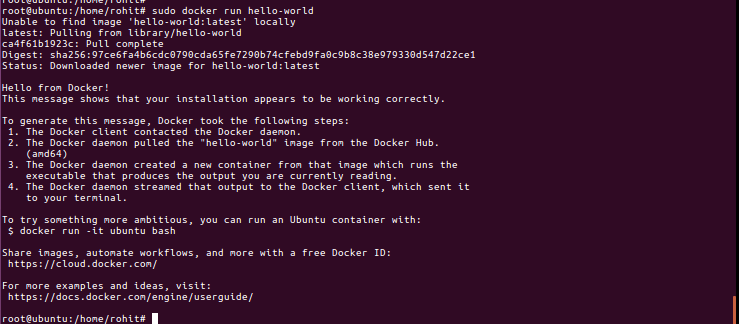 root@ubuntu:/home/rohit#
root@ubuntu:/home/rohit# sudo docker run hello-world
Unable to find image 'hello-world:latest' locally
latest: Pulling from library/hello-world
ca4f61b1923c: Pull complete
Digest: sha256:97ce6fa4b6cdc0790cda65fe7290b74cfebd9fa0c9b8c38e979330d547d22ce1
Status: Downloaded newer image for hello-world:latest
Hello from Docker!
This message shows that your installation appears to be working correctly.
To generate this message, Docker took the following steps:
1. The Docker client contacted the Docker daemon.
2. The Docker daemon pulled the "hello-world" image from the Docker Hub.
(amd64)
3. The Docker daemon created a new container from that image which runs the
executable that produces the output you are currently reading.
4. The Docker daemon streamed that output to the Docker client, which sent it
to your terminal.
To try something more ambitious, you can run an Ubuntu container with:
$ docker run -it ubuntu bash
Share images, automate workflows, and more with a free Docker ID:
https://cloud.docker.com/
For more examples and ideas, visit:
https://docs.docker.com/engine/userguide/
root@ubuntu:/home/rohit#